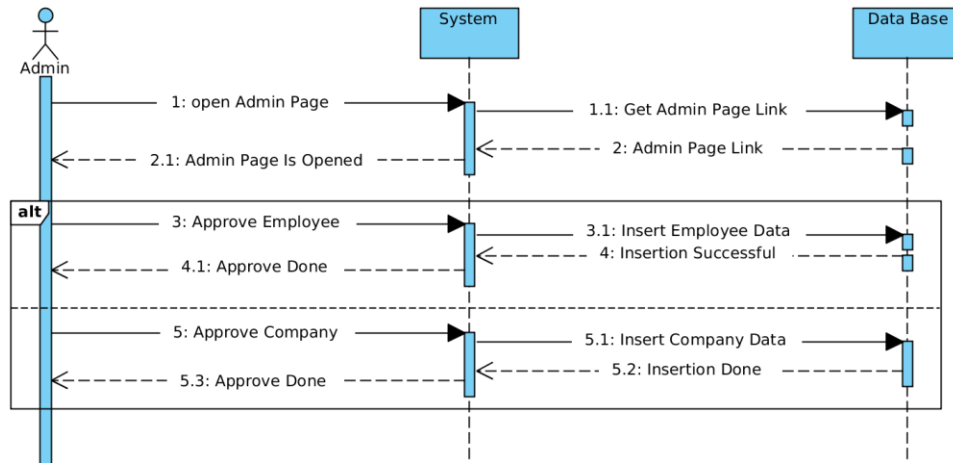 System
Data Base
Admin
1: open Admin Page
1.1: Get Admin Page Link
2: Admin Page Link
2.1: Admin Page Is Opened
alt
3: Approve Employee
3.1: Insert Employee Data
4: Insertion Successful
4.1: Approve Done
5: Approve Company
5.1: Insert Company Data
5.2: Insertion Done
5.3: Approve Done